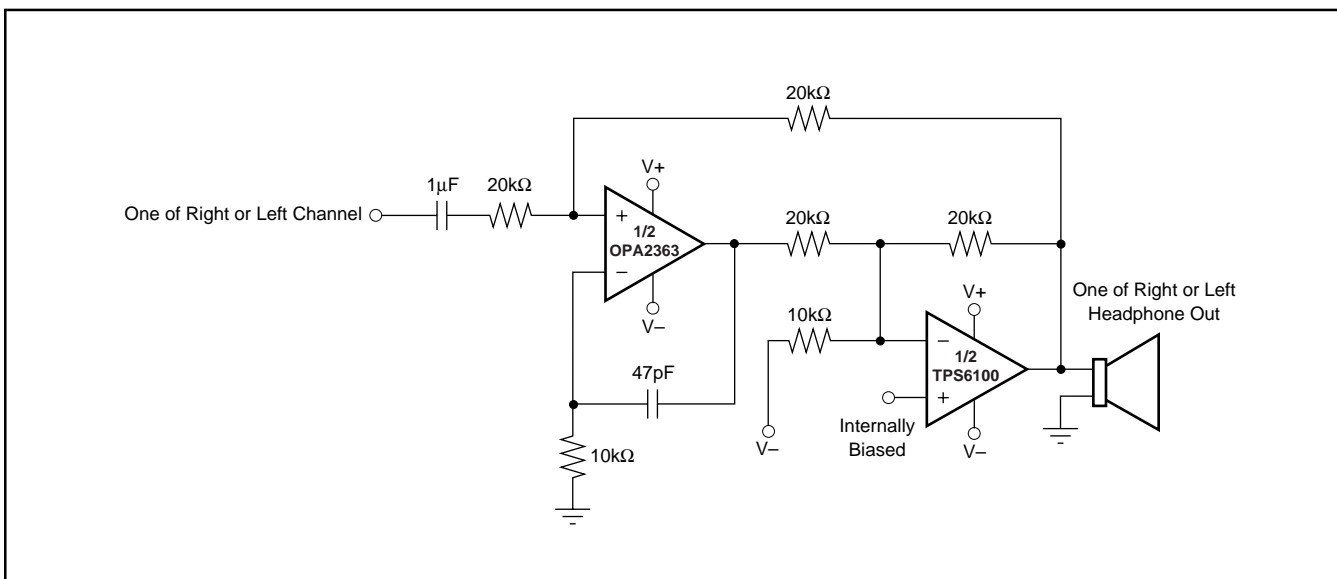 20kΩ
V+
1μF
20kΩ
One of Right or Left Channel
+
1/2
OPA2363
−
V−
20kΩ
20kΩ
10kΩ
V+
−
1/2
TPS6100
+
V−
One of Right or Left
Headphone Out
47pF
Internally
Biased
V−
10kΩ